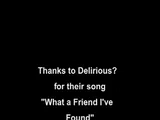 Thanks to Delirious?
for their song
"What a Friend I've
Found"